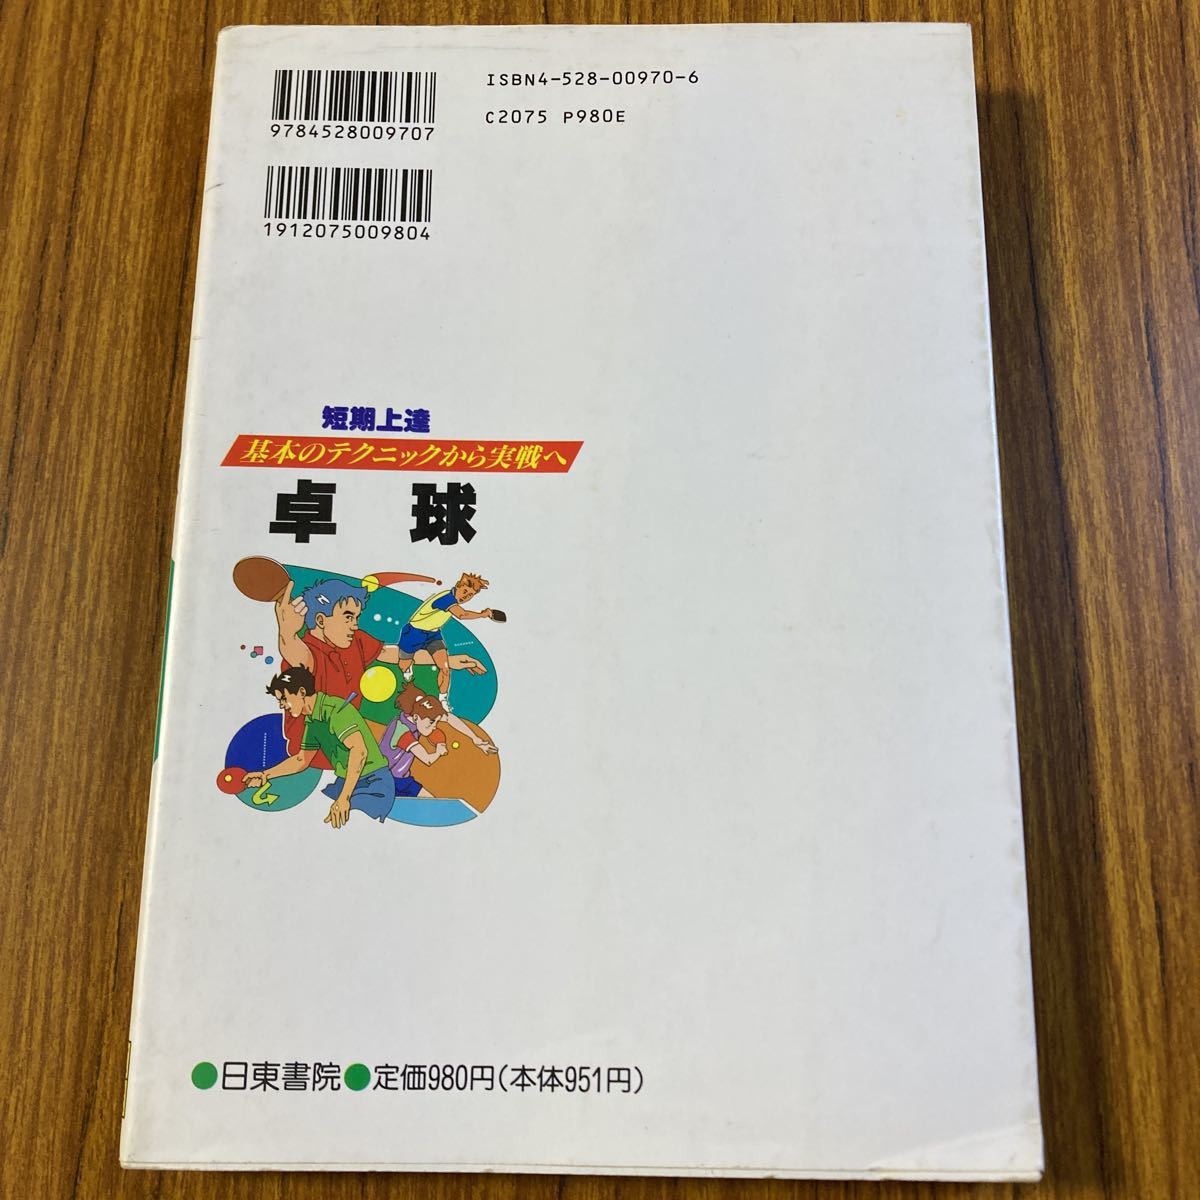 ISBN4-528-00970-6
9784528009707
C2075 P980E
1912075009804
短期上達
基本のテクニックから実戦へ
卓球
●日東書院●定価980円(本体951円)